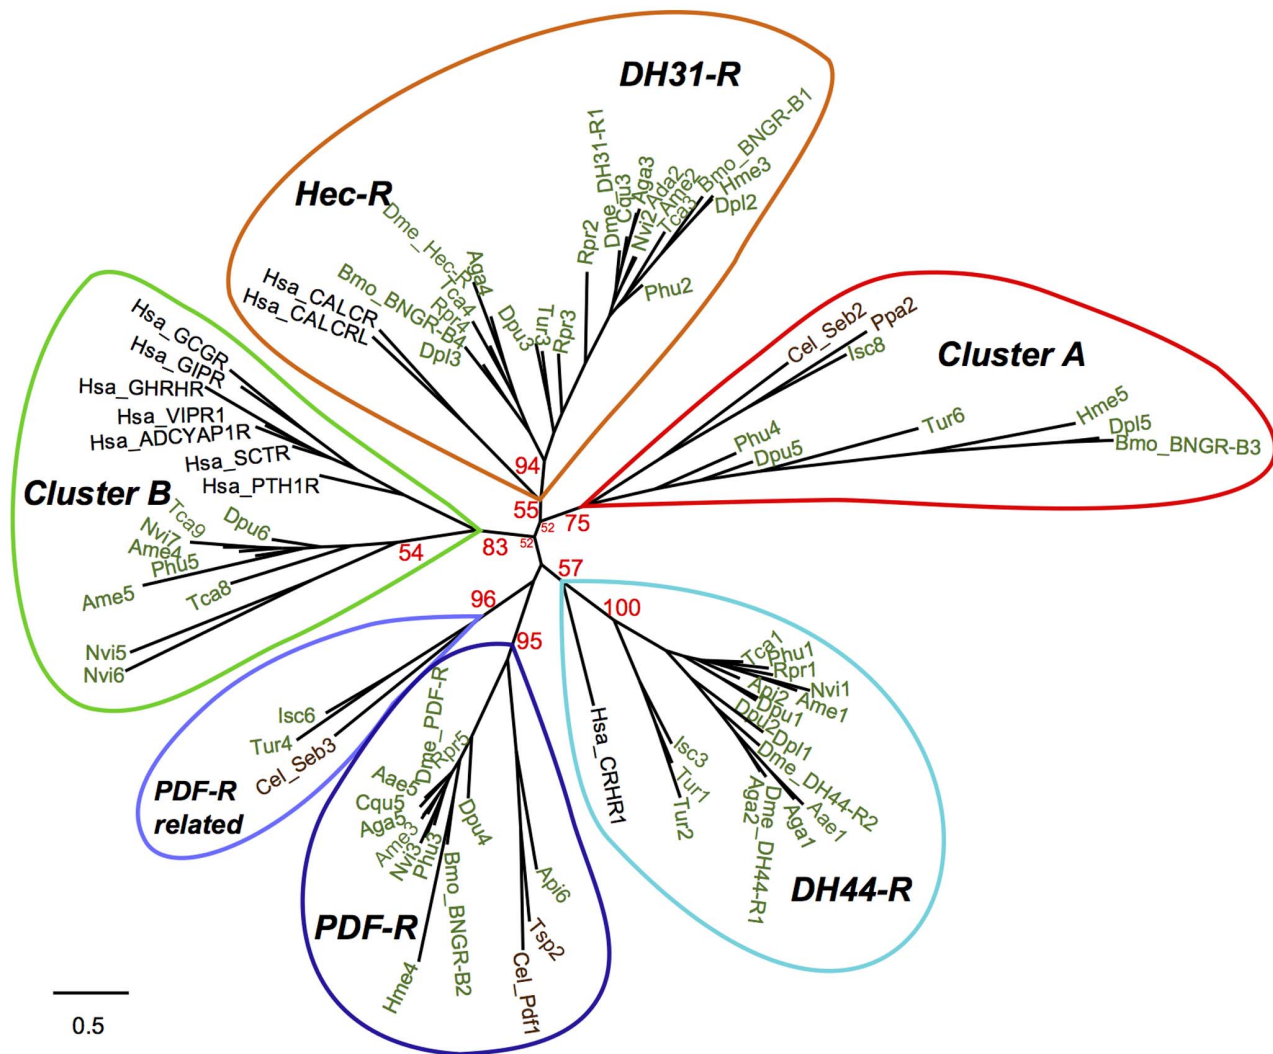 DH31-R
Hec-R
Dme_DH31-R1
Cqu3
Aga3
Nvi2
Ada2
Tca3
Ame2
Bmo_BNGR-B1
Hme3
Dpl2
Phu2
Rpr2
Rpr3
Tur3
Dpu3
Aga4
Dme_Hec-R
Tca4
Rpr4
Bmo_BNGR-B4
Dpl3
Hsa_CALCR
Hsa_CALCRL
94
55
Cluster A
Cel_Seb2
Ppa2
Isc8
Phu4
Dpu5
Tur6
Hme5
Dpl5
Bmo_BNGR-B3
75
52
52
Cluster B
Hsa_GCGR
Hsa_GIPR
Hsa_GHRHR
Hsa_VIPR1
Hsa_ADCYAP1R
Hsa_SCTR
Hsa_PTH1R
Tca9
Dpu6
Nvi7
Ame4
Phu5
Ame5
Tca8
Nvi5
Nvi6
54
83
96
PDF-R
related
Isc6
Tur4
Cel_Seb3
95
PDF-R
Dme_PDF-R
Rpr5
Aae5
Cqu5
Aga5
Ame3
Nvi3
Phu3
Dpu4
Bmo_BNGR-B2
Hme4
Api6
Tsp2
Cel_Pdf1
57
100
DH44-R
Hsa_CRHR1
Isc3
Tur1
Tur2
Tca1
Phu1
Rpr1
Nvi1
Ame1
Api2
Dpu1
Dpu2
Dpl1
Dme_DH44-R2
Aae1
Aga1
Dme_DH44-R1
Aga2
0.5